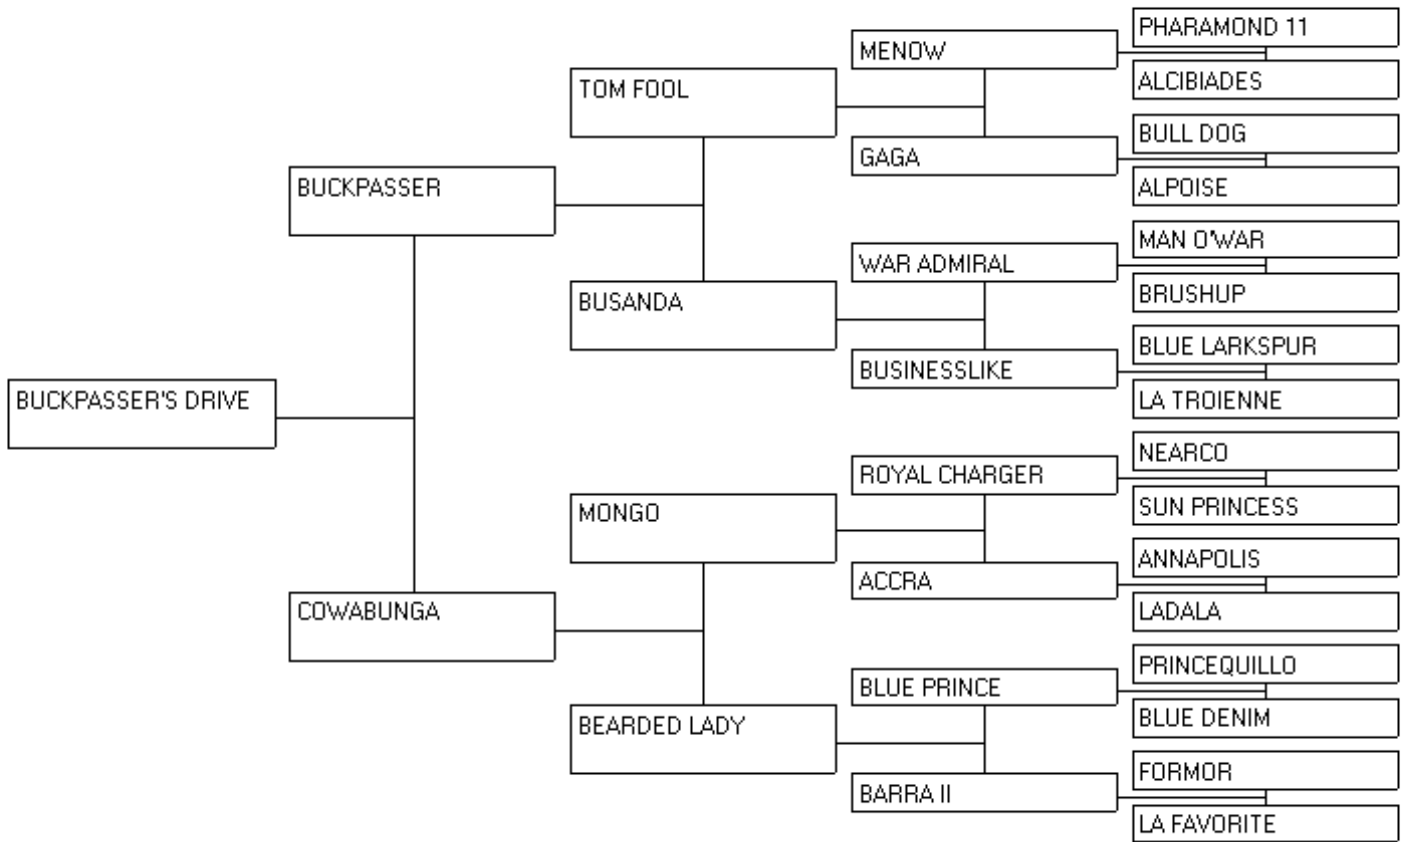 PHARAMOND 11
MENOW
ALCIBIADES
TOM FOOL
BULL DOG
GAGA
ALPOISE
BUCKPASSER
MAN O'WAR
WAR ADMIRAL
BRUSHUP
BUSANDA
BLUE LARKSPUR
BUSINESSLIKE
LA TROIENNE
BUCKPASSER'S DRIVE
NEARCO
ROYAL CHARGER
SUN PRINCESS
MONGO
ANNAPOLIS
ACCRA
LADALA
COWABUNGA
PRINCEQUILLO
BLUE PRINCE
BLUE DENIM
BEARDED LADY
FORMOR
BARRA II
LA FAVORITE